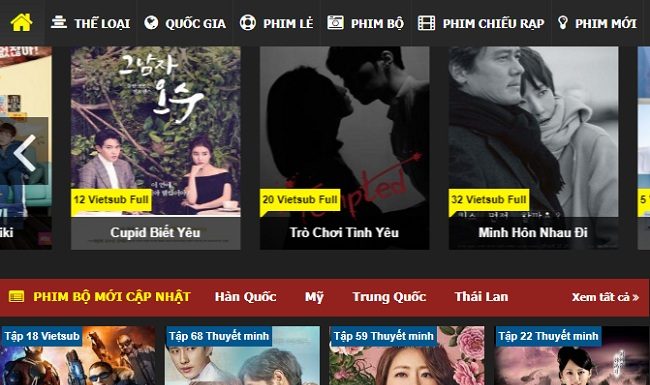 THỂ LOẠI QUỐC GIA PHIM LẺ PHIM BỘ PHIM CHIẾU RẠP PHIM MỚI
그남자
오수
Tempted
12 Vietsub Full 20 Vietsub Full 32 Vietsub Full 5
iki Cupid Biết Yêu Trò Chơi Tình Yêu Mình Hôn Nhau Đi
PHIM BỘ MỚI CẬP NHẬT Hàn Quốc Mỹ Trung Quốc Thái Lan Xem tất cả »
Tập 18 Vietsub Tập 68 Thuyết minh Tập 59 Thuyết minh Tập 22 Thuyết minh